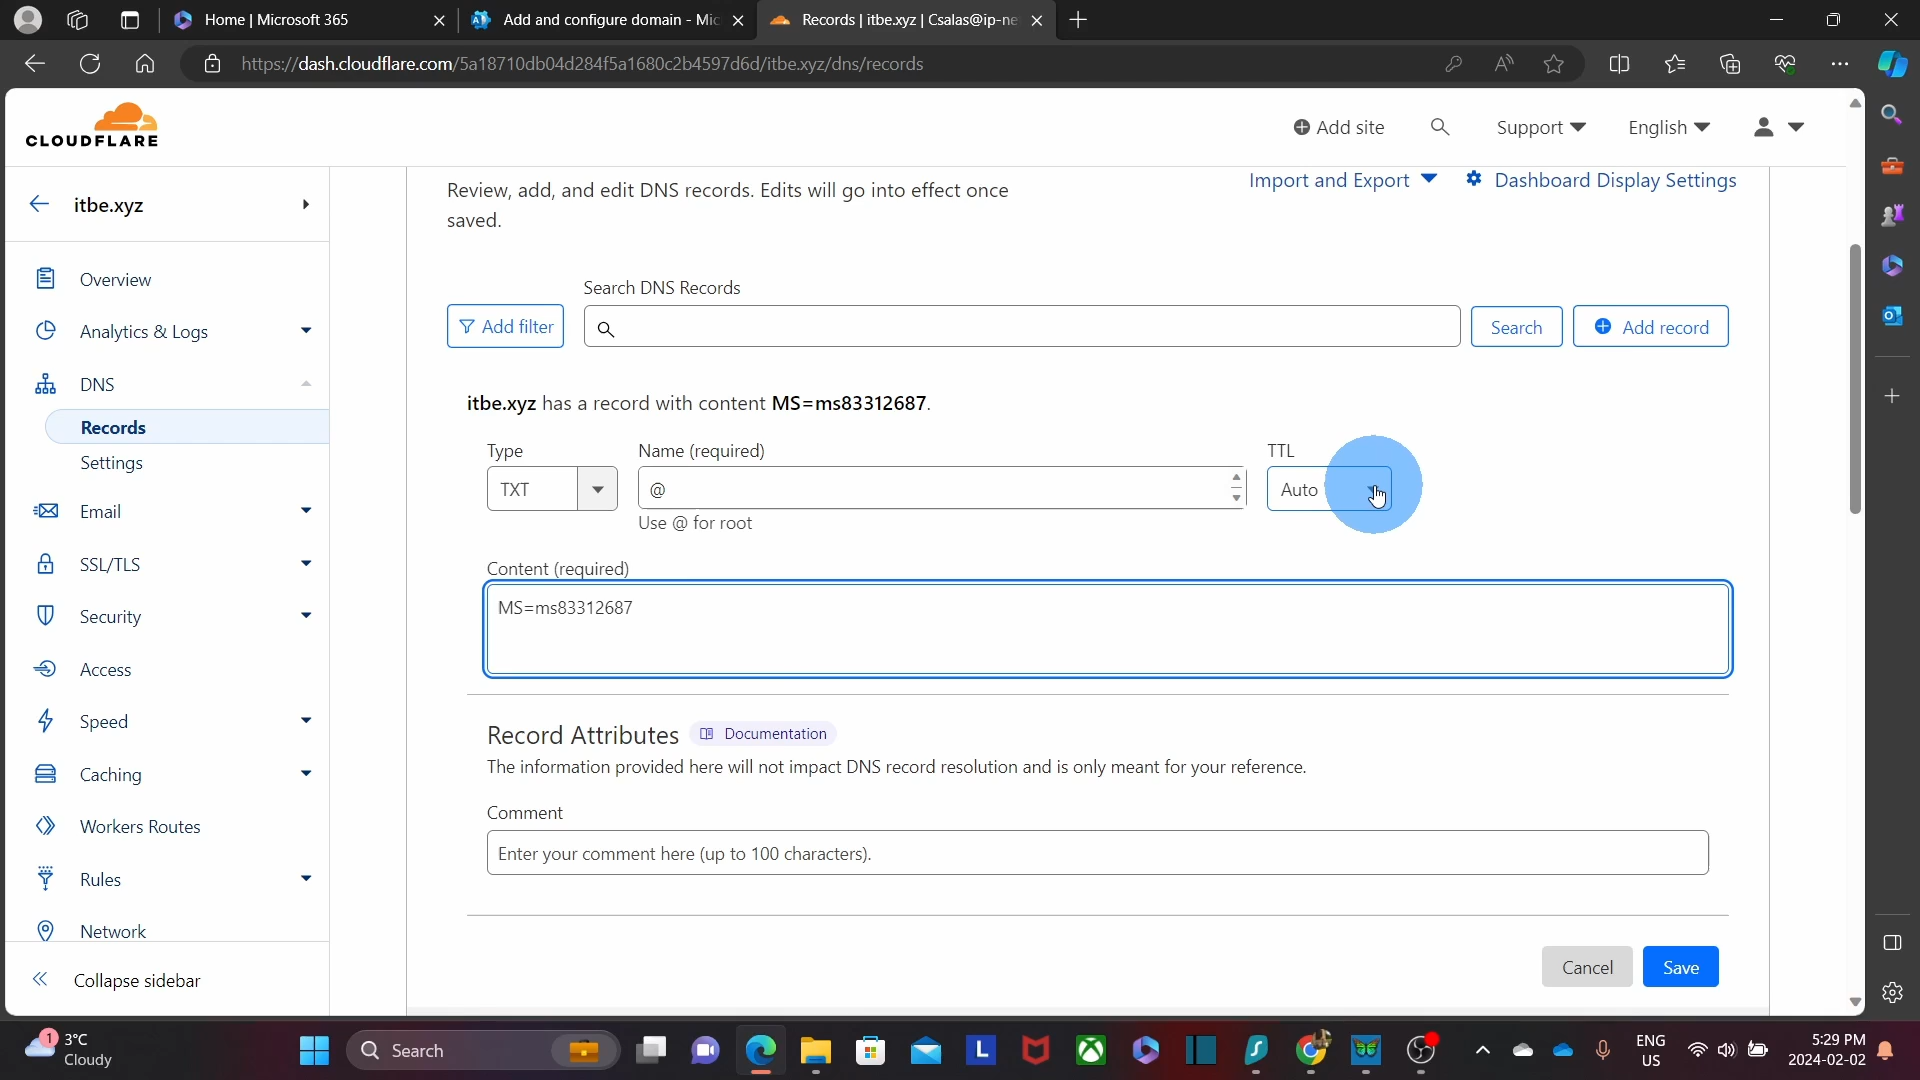 Home | Microsoft 365
Add and configure domain - Mic
Records | itbe.xyz | Csalas@ip-ne
https://dash.cloudflare.com/5a18710db04d284f5a1680c2b4597d6d/itbe.xyz/dns/records
CLOUDFLARE
Add site
Support
English
itbe.xyz
Review, add, and edit DNS records. Edits will go into effect once
saved.
Import and Export
Dashboard Display Settings
Overview
Analytics & Logs
DNS
Records
Settings
Email
SSL/TLS
Security
Access
Speed
Caching
Workers Routes
Rules
Network
Collapse sidebar
Search DNS Records
Add filter
Search
Add record
itbe.xyz has a record with content MS=ms83312687.
Type
Name (required)
TTL
TXT
@
Auto
Use @ for root
Content (required)
MS=ms83312687
Record Attributes
Documentation
The information provided here will not impact DNS record resolution and is only meant for your reference.
Comment
Enter your comment here (up to 100 characters).
Cancel
Save
1
3°C
Cloudy
Search
L
ENG
US
5:29 PM
2024-02-02